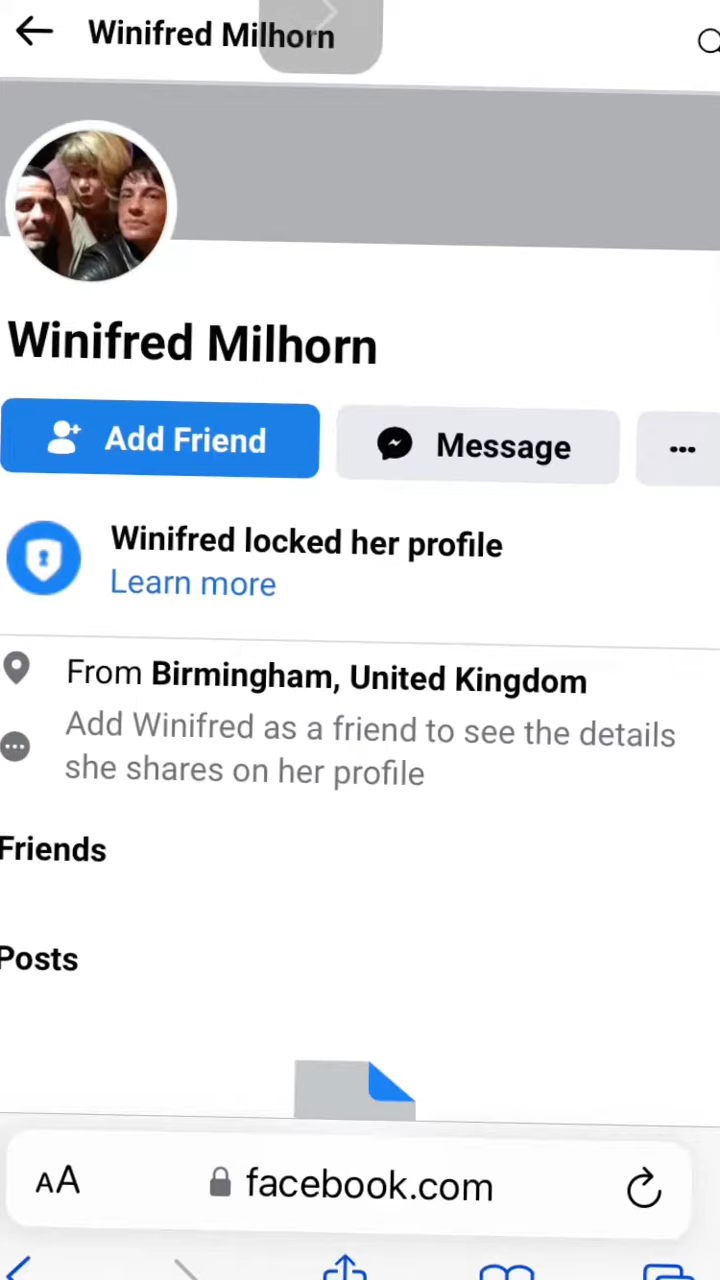 Winifred Milhorn
Winifred Milhorn
Add Friend
Message
Winifred locked her profile
Learn more
From Birmingham, United Kingdom
Add Winifred as a friend to see the details
she shares on her profile
Friends
Posts
AA
facebook.com